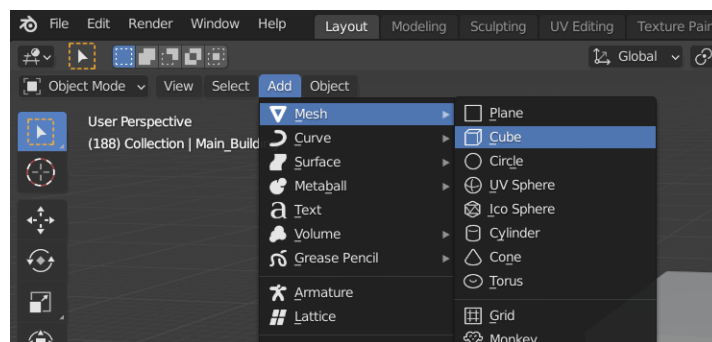 File Edit Render Window Help Layout Modeling Sculpting UV Editing Texture Pai
Global
Object Mode View Select Add Object
User Perspective
(188) Collection | Main_Build
Mesh
Curve
Surface
Metaball
Text
Volume
Grease Pencil
Armature
Lattice
Plane
Cube
Circle
UV Sphere
Ico Sphere
Cylinder
Cone
Torus
Grid
Monkey